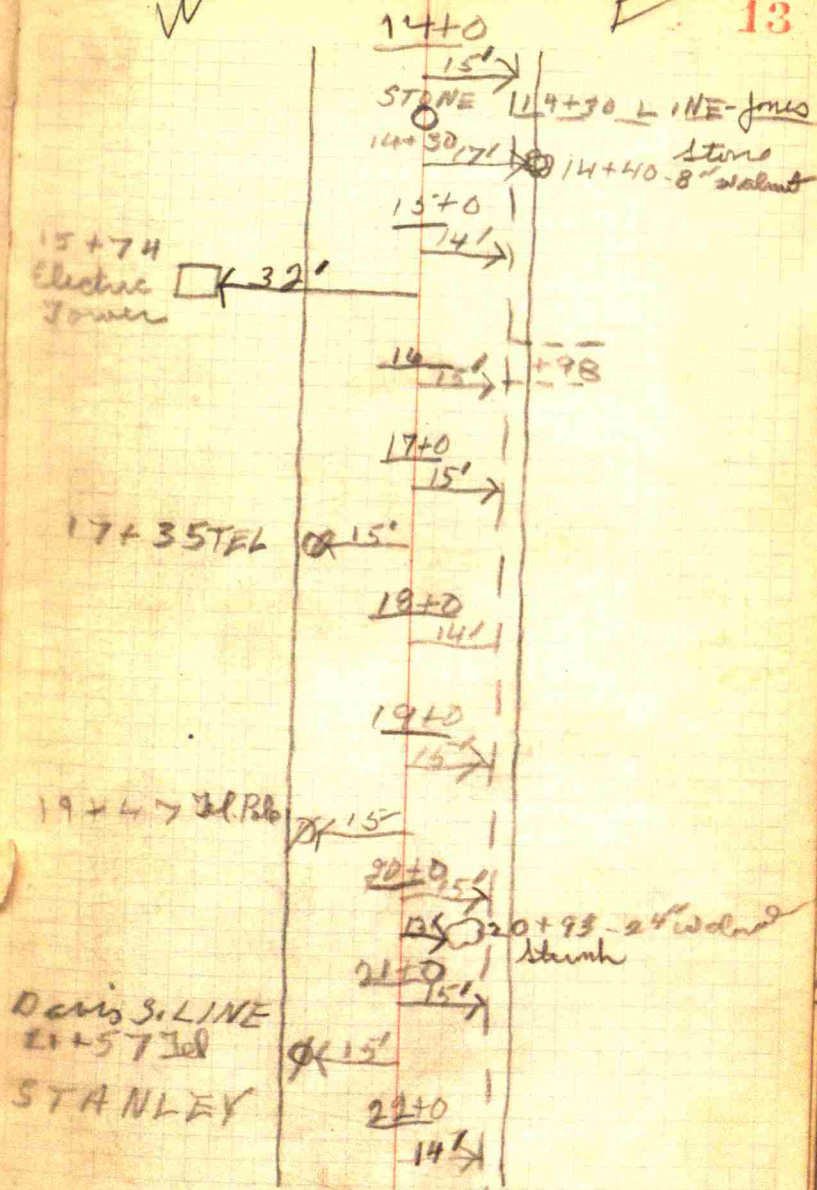 W E 13
14+0
15'
STONE 14+30 LINE-Jones
14+30 Stone
17' 14+40-8" walnut
15+0
14'
15+74
Electric 32'
Tower
16
15' +98
17+0
15'
17+35 TEL 15'
18+0
14'
19+0
15'
19+47 Tel. Pole 15
20+0
15'
20+93-24" Walnut
Stump
21+0
15'
Davis S. LINE
21+57 Tel 15'
STANLEY
22+0
14'